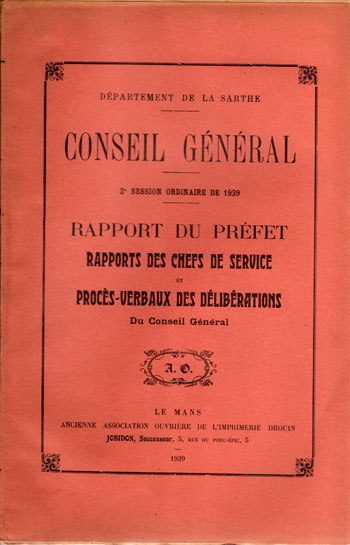 DÉPARTEMENT DE LA SARTHE
CONSEIL GÉNÉRAL
2e SESSION ORDINAIRE DE 1939
RAPPORT DU PRÉFET
RAPPORTS DES CHEFS DE SERVICE
ET
PROCÈS-VERBAUX DES DÉLIBÉRATIONS
Du Conseil Général
A. O.
LE MANS
ANCIENNE ASSOCIATION OUVRIÈRE DE L'IMPRIMERIE DROUIN
JOBIDON, Successeur, 5, RUE DU PORC-ÉPIC, 5
1939